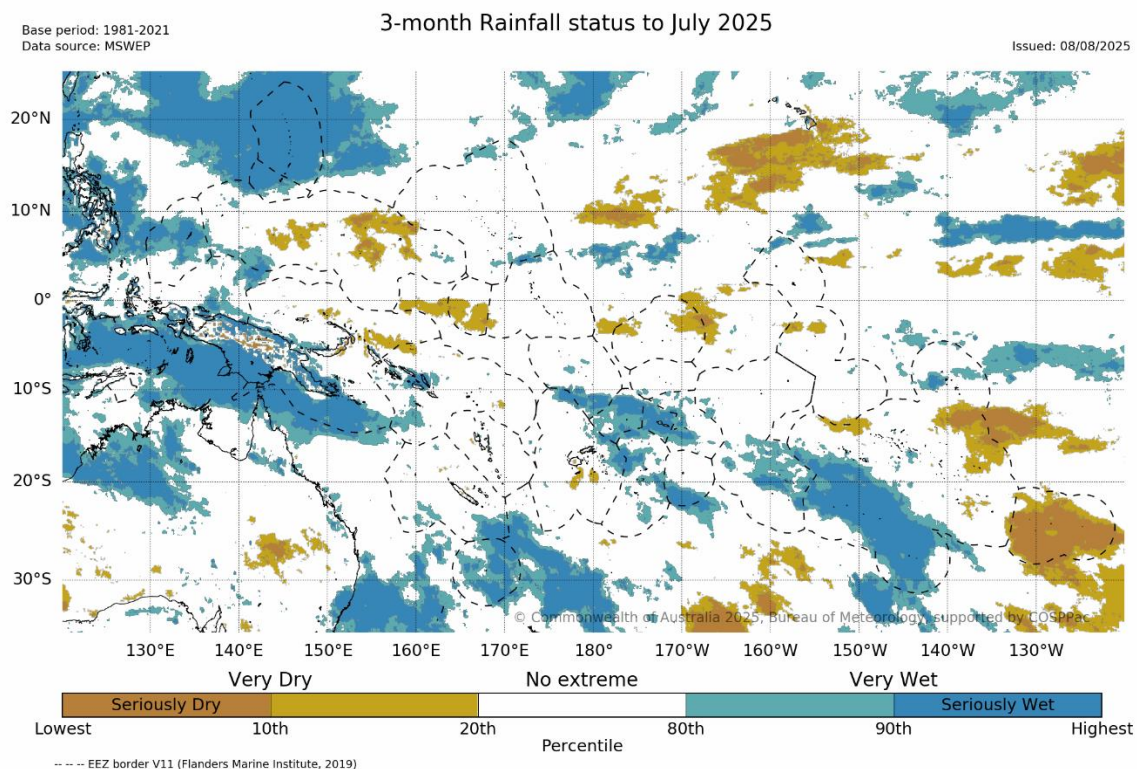 3-month Rainfall status to July 2025
Base period: 1981-2021
Data source: MSWEP
Issued: 08/08/2025
20°N
10°N
0°
10°S
20°S
30°S
© Commonwealth of Australia 2025, Bureau of Meteorology, supported by COSPPac
130°E 140°E 150°E 160°E 170°E 180° 170°W 160°W 150°W 140°W 130°W
Very Dry No extreme Very Wet
Seriously Dry Seriously Wet
Lowest 10th 20th 80th 90th Highest
Percentile
-- -- -- EEZ border V11 (Flanders Marine Institute, 2019)